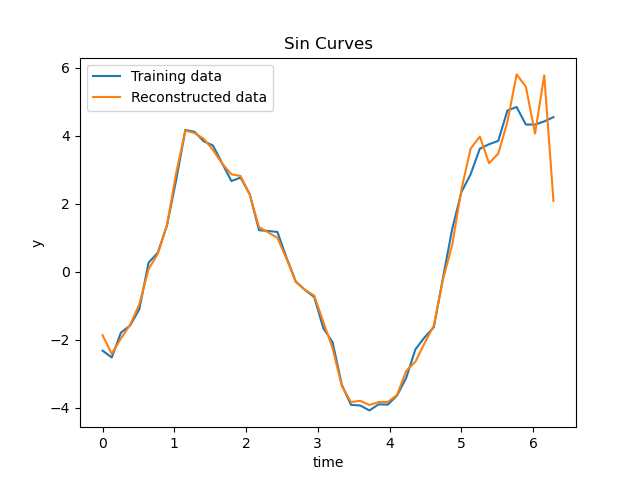 Sin Curves
Training data
Reconstructed data
6
4
2
0
−2
−4
y
0 1 2 3 4 5 6
time